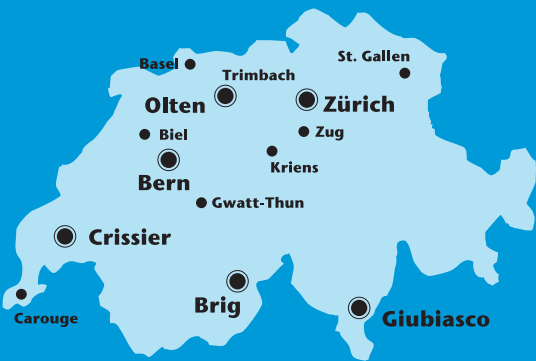 St. Gallen
Basel
Trimbach
Olten
Zürich
Biel
Zug
Kriens
Bern
Gwatt-Thun
Crissier
Brig
Carouge
Giubiasco